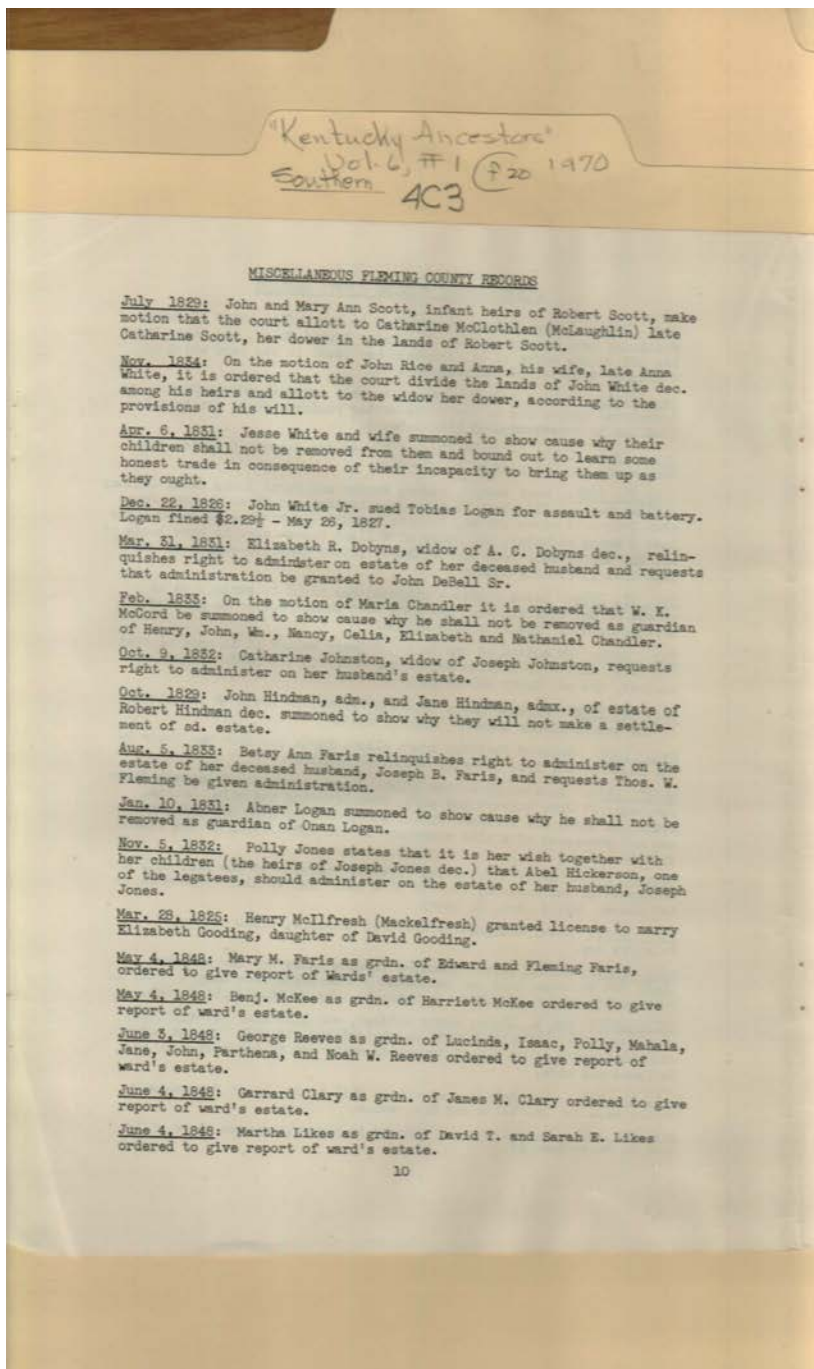 "Kentucky Ancestors"
Vol. 6, #1 p 20 1970
Southern
4C3
MISCELLANEOUS FLEMING COUNTY RECORDS
July 1829: John and Mary Ann Scott, infant heirs of Robert Scott, make
motion that the court allott to Catharine McClothlen (McLaughlin) late
Catharine Scott, her dower in the lands of Robert Scott.
Nov. 1834: On the motion of John Rice and Anna, his wife, late Anna
White, it is ordered that the court divide the lands of John White dec.
among his heirs and allott to the widow her dower, according to the
provisions of his will.
Apr. 6, 1831: Jesse White and wife summoned to show cause why their
children shall not be removed from them and bound out to learn some
honest trade in consequence of their incapacity to bring them up as
they ought.
Dec. 22, 1826: John White Jr. sued Tobias Logan for assault and battery.
Logan fined $2.29½ - May 26, 1827.
Mar. 31, 1831: Elizabeth R. Dobyns, widow of A. C. Dobyns dec., relin-
quishes right to administer on estate of her deceased husband and requests
that administration be granted to John DeBell Sr.
Feb. 1833: On the motion of Maria Chandler it is ordered that W. K.
McCord be summoned to show cause why he shall not be removed as guardian
of Henry, John, Wm., Nancy, Celia, Elizabeth and Nathaniel Chandler.
Oct. 9, 1832: Catharine Johnston, widow of Joseph Johnston, requests
right to administer on her husband's estate.
Oct. 1829: John Hindman, adm., and Jane Hindman, admx., of estate of
Robert Hindman dec. summoned to show why they will not make a settle-
ment of sd. estate.
Aug. 5, 1833: Betsy Ann Faris relinquishes right to administer on the
estate of her deceased husband, Joseph B. Faris, and requests Thos. W.
Fleming be given administration.
Jan. 10, 1831: Abner Logan summoned to show cause why he shall not be
removed as guardian of Onan Logan.
Nov. 5, 1832: Polly Jones states that it is her wish together with
her children (the heirs of Joseph Jones dec.) that Abel Hickerson, one
of the legatees, should administer on the estate of her husband, Joseph
Jones.
Mar. 28, 1825: Henry McIlfresh (Mackelfresh) granted license to marry
Elizabeth Gooding, daughter of David Gooding.
May 4, 1848: Mary M. Faris as grdn. of Edward and Fleming Faris,
ordered to give report of Wards' estate.
May 4, 1848: Benj. McKee as grdn. of Harriett McKee ordered to give
report of ward's estate.
June 3, 1848: George Reeves as grdn. of Lucinda, Isaac, Polly, Mahala,
Jane, John, Parthena, and Noah W. Reeves ordered to give report of
ward's estate.
June 4, 1848: Garrard Clary as grdn. of James M. Clary ordered to give
report of ward's estate.
June 4, 1848: Martha Likes as grdn. of David T. and Sarah E. Likes
ordered to give report of ward's estate.
10